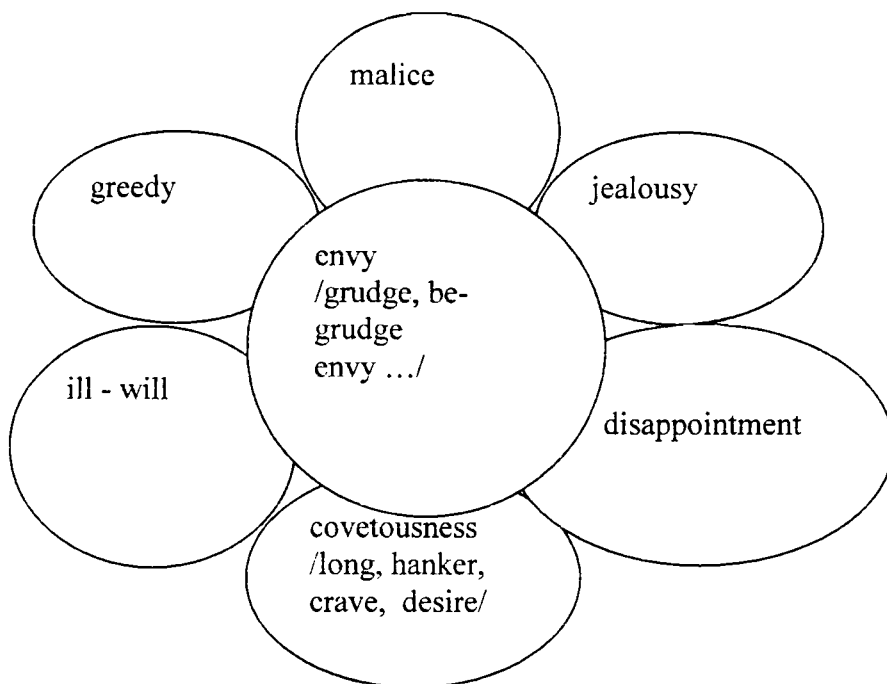 malice
greedy
jealousy
envy
/grudge, be-
grudge
envy .../
ill - will
disappointment
covetousness
/long, hanker,
crave, desire/